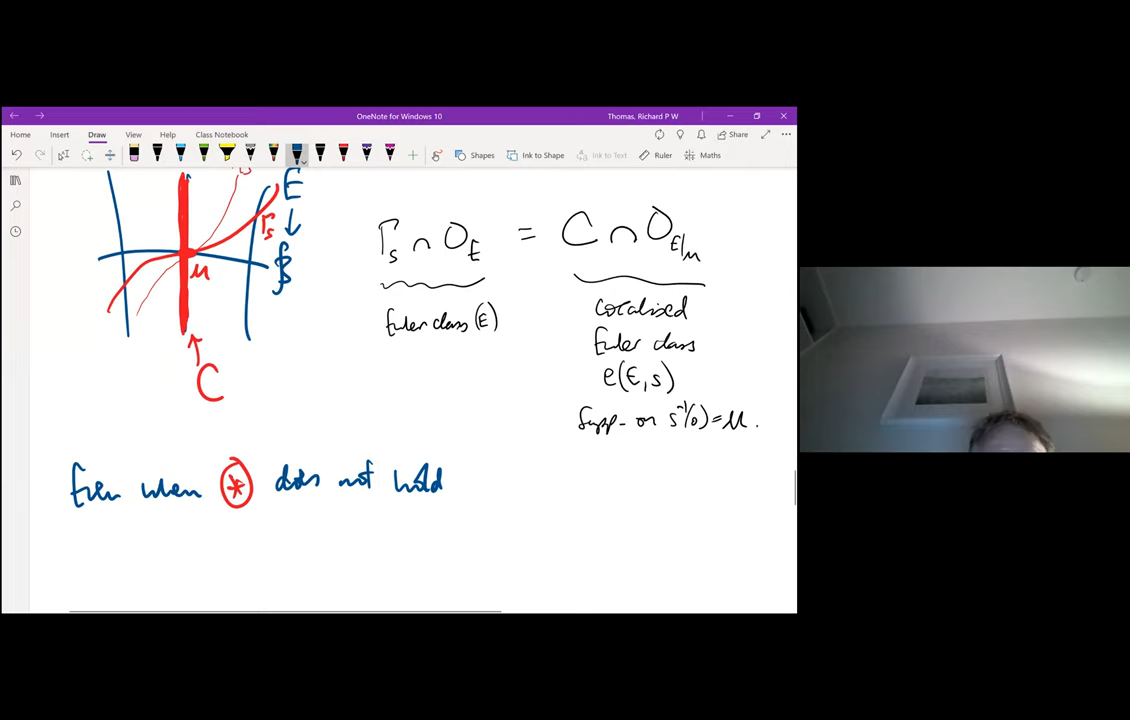 OneNote for Windows 10
Thomas, Richard P W
Home Insert Draw View Help Class Notebook
Share
Shapes Ink to Shape Ink to Text Ruler Maths
E
Γs
↓
M
C
Γs ∩ O_E = C ∩ O_E/M
Euler class (E)
Localised
Euler class
e(E, s)
Supp- on s⁻¹(0) = M.
Even when * does not hold